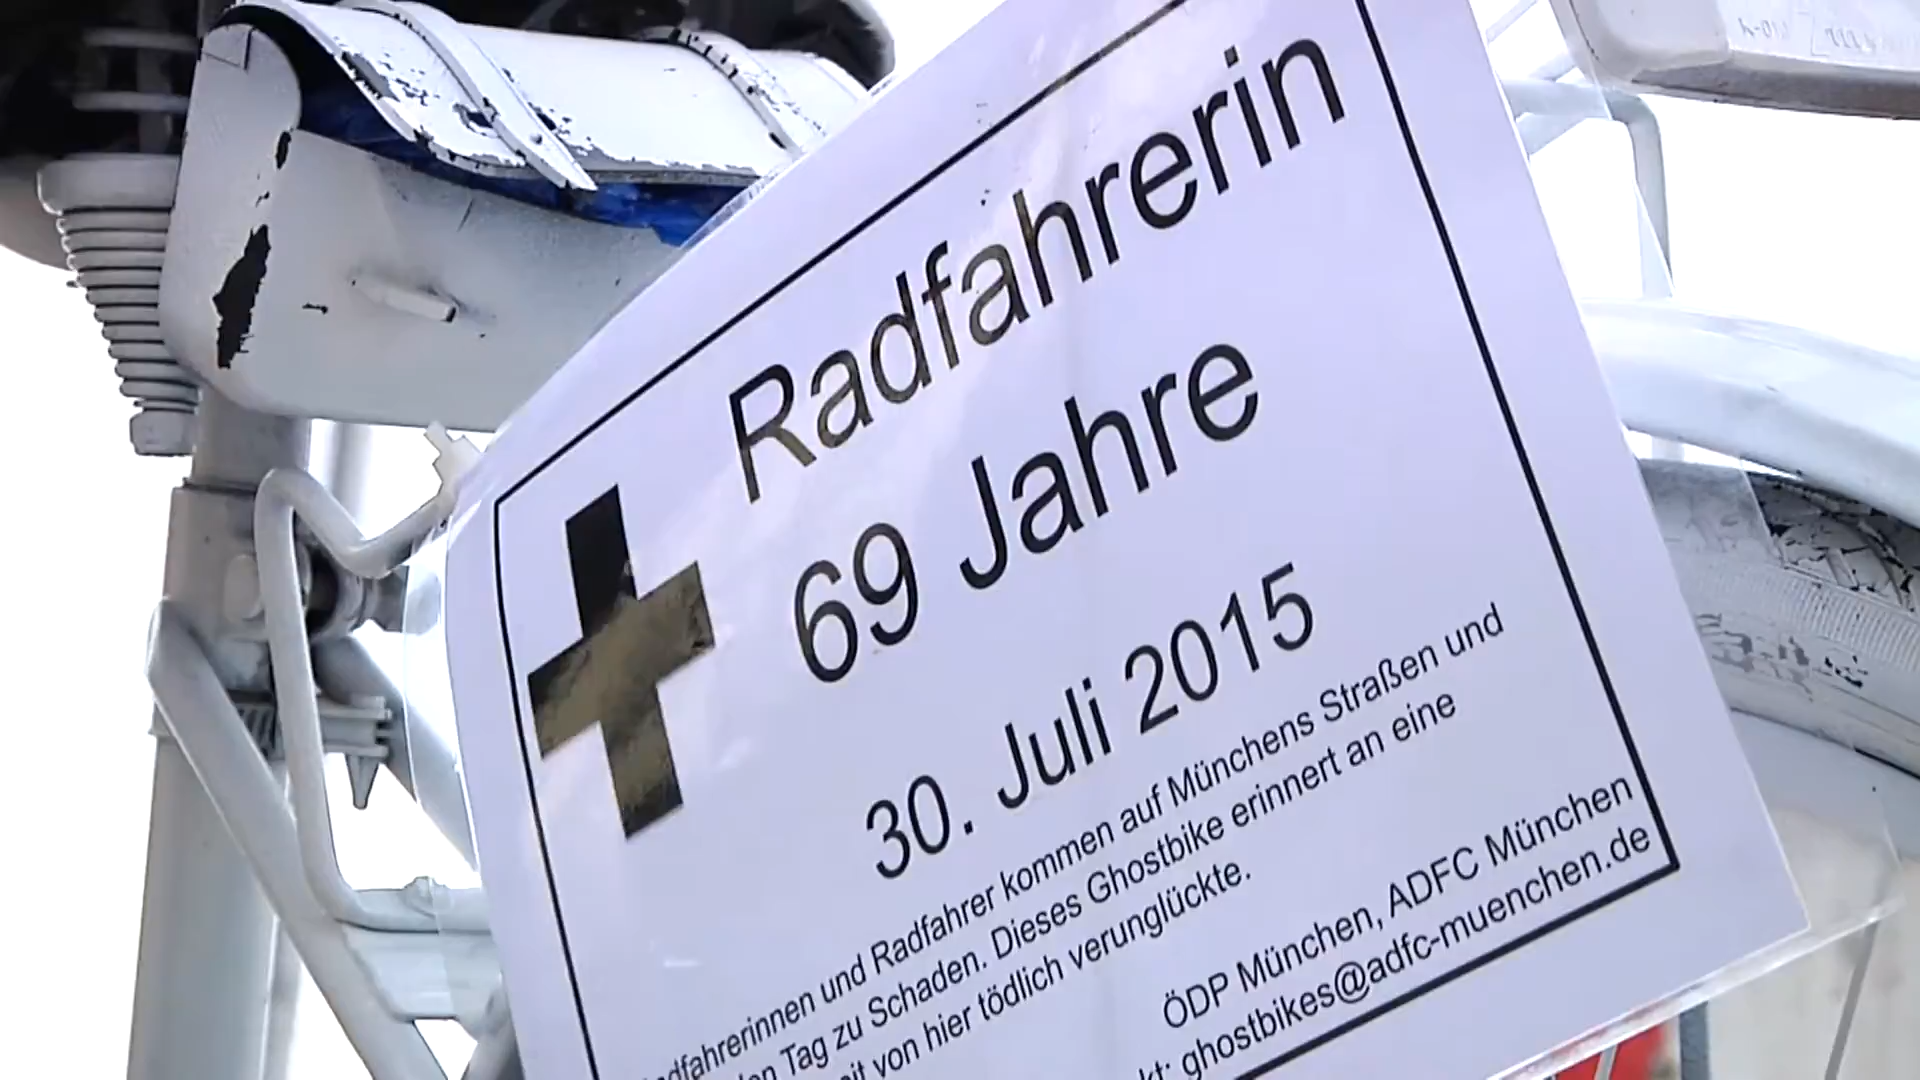 Radfahrerin
69 Jahre
30. Juli 2015
und Radfahrer kommen auf Münchens Straßen und
Tag zu Schaden. Dieses Ghostbike erinnert an eine
von hier tödlich verunglückte.
ÖDP München, ADFC München
ghostbikes@adfc-muenchen.de